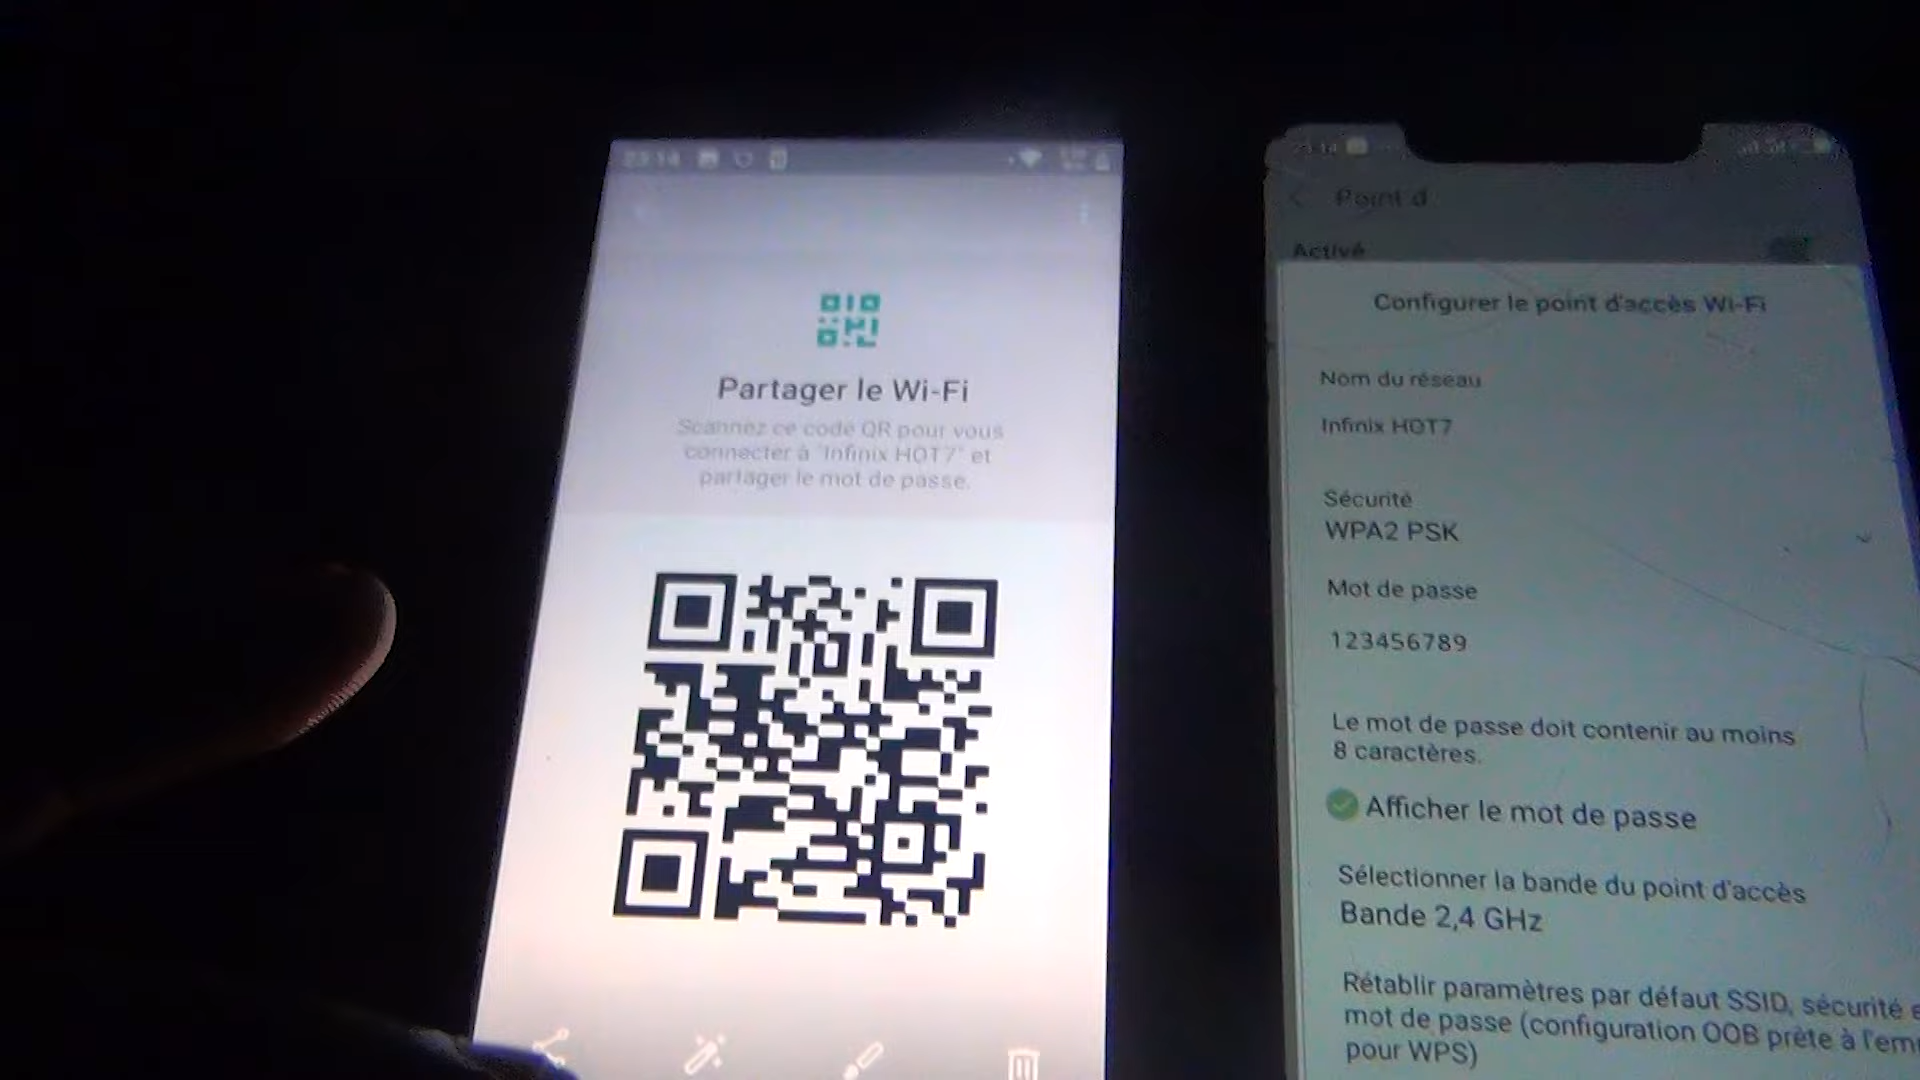 23:14
Partager le Wi-Fi
Scannez ce code QR pour vous
connecter à "Infinix HOT7" et
partager le mot de passe.
23:14
Point d
Activé
Configurer le point d'accès Wi-Fi
Nom du réseau
Infinix HOT7
Sécurité
WPA2 PSK
Mot de passe
123456789
Le mot de passe doit contenir au moins
8 caractères.
Afficher le mot de passe
Sélectionner la bande du point d'accès
Bande 2,4 GHz
Rétablir paramètres par défaut SSID, sécurité e
mot de passe (configuration OOB prête à l'em
pour WPS)